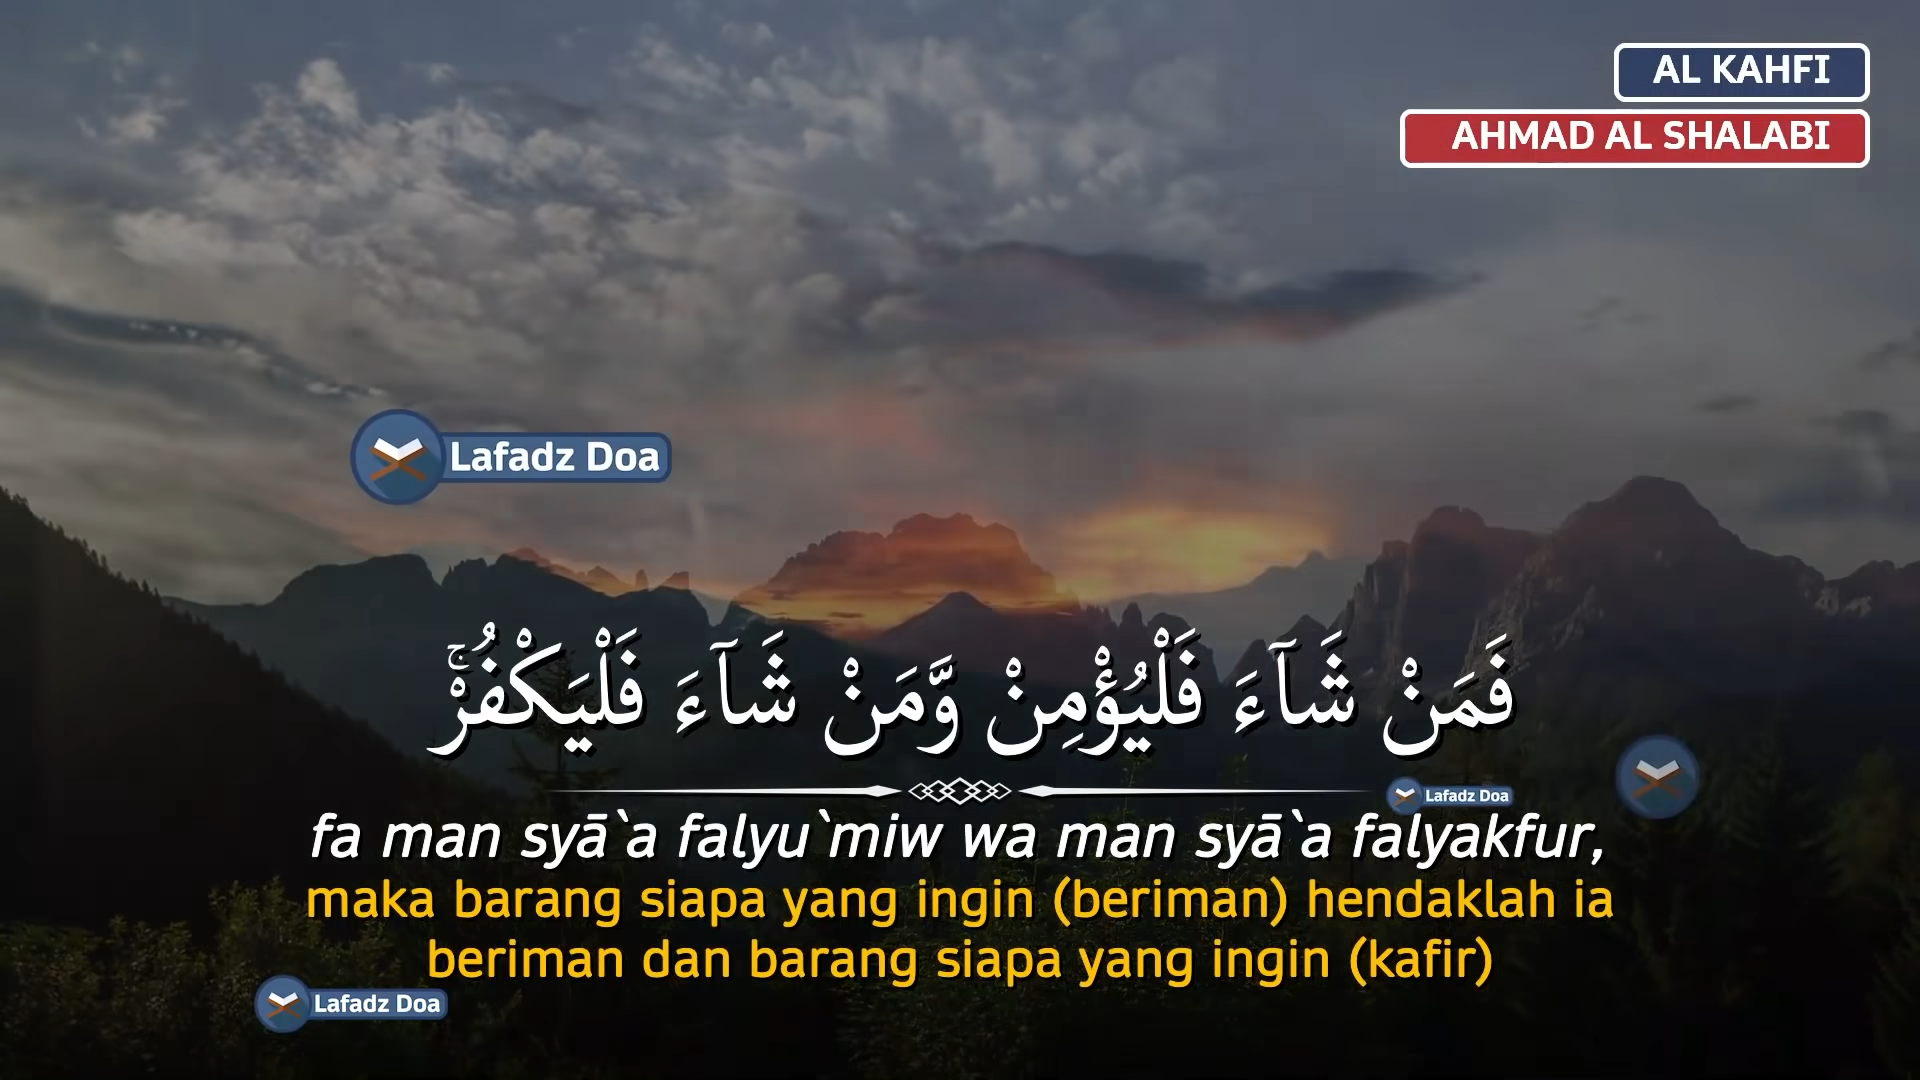 AL KAHFI
AHMAD AL SHALABI
Lafadz Doa
فَمَنْ شَآءَ فَلْيُؤْمِنْ وَّمَنْ شَآءَ فَلْيَكْفُرْۚ
Lafadz Doa
fa man syā`a falyu`miw wa man syā`a falyakfur,
maka barang siapa yang ingin (beriman) hendaklah ia
beriman dan barang siapa yang ingin (kafir)
Lafadz Doa